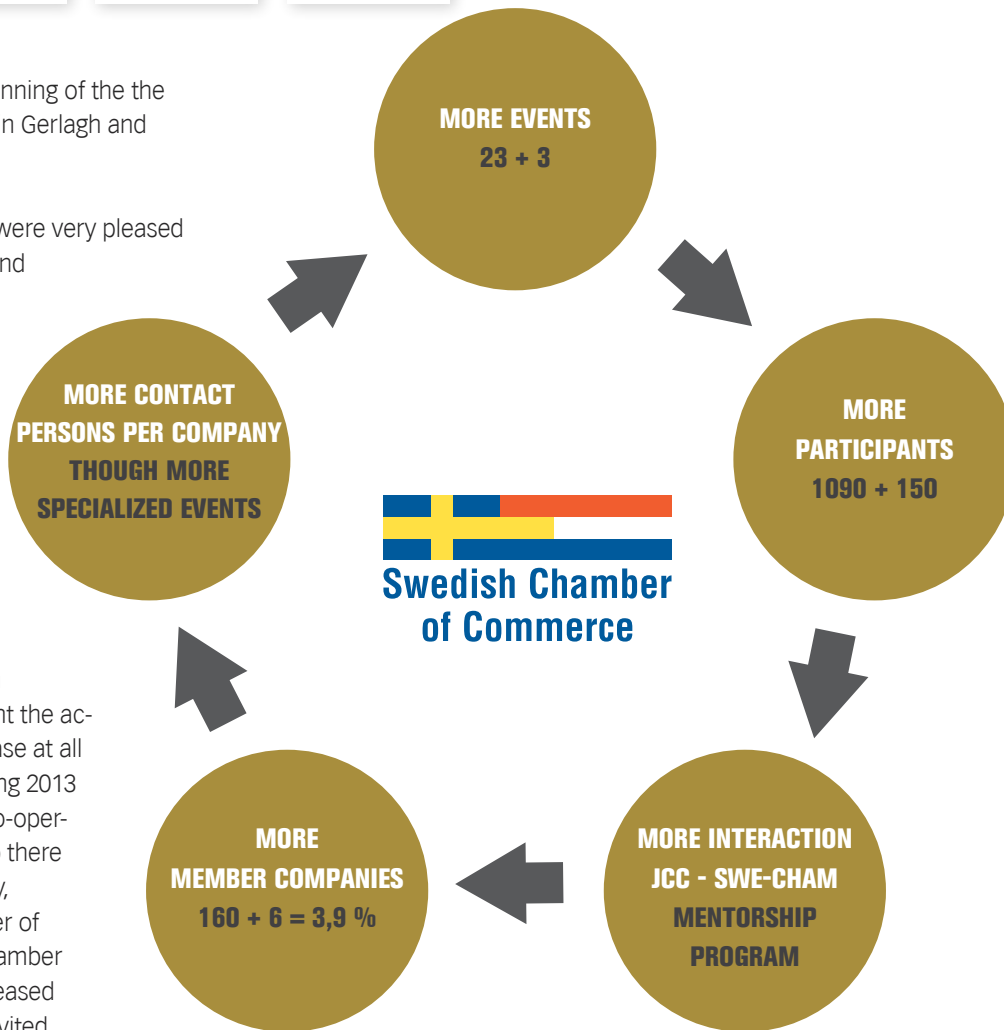 nning of the the
n Gerlagh and
were very pleased
nd
nt the ac-
se at all
ng 2013
o-oper-
there
y,
er of
amber
eased
vited
MORE EVENTS
23 + 3
MORE
PARTICIPANTS
1090 + 150
MORE INTERACTION
JCC - SWE-CHAM
MENTORSHIP
PROGRAM
MORE
MEMBER COMPANIES
160 + 6 = 3,9 %
MORE CONTACT
PERSONS PER COMPANY
THOUGH MORE
SPECIALIZED EVENTS
Swedish Chamber
of Commerce